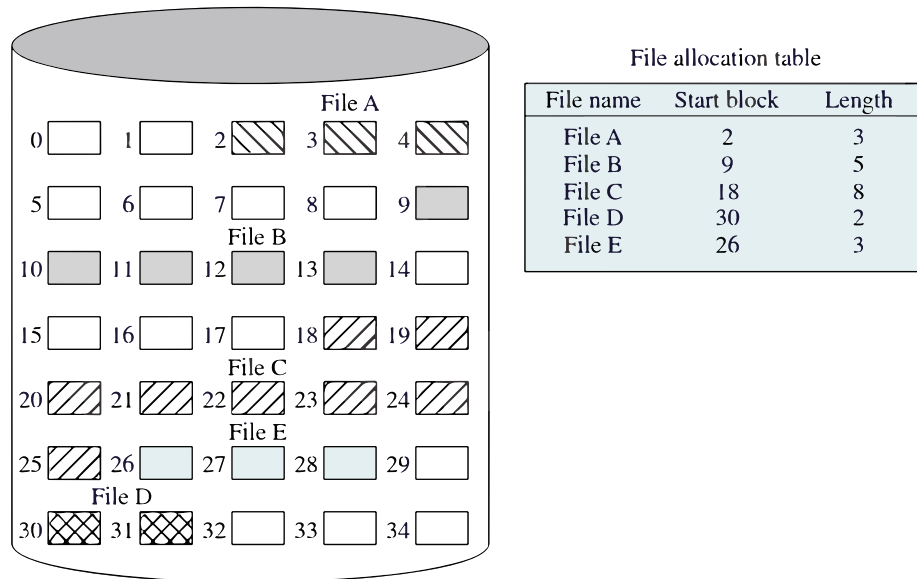 File A
0 1 2 3 4
5 6 7 8 9
File B
10 11 12 13 14
15 16 17 18 19
File C
20 21 22 23 24
File E
25 26 27 28 29
File D
30 31 32 33 34
File allocation table
File name Start block Length
File A 2 3
File B 9 5
File C 18 8
File D 30 2
File E 26 3